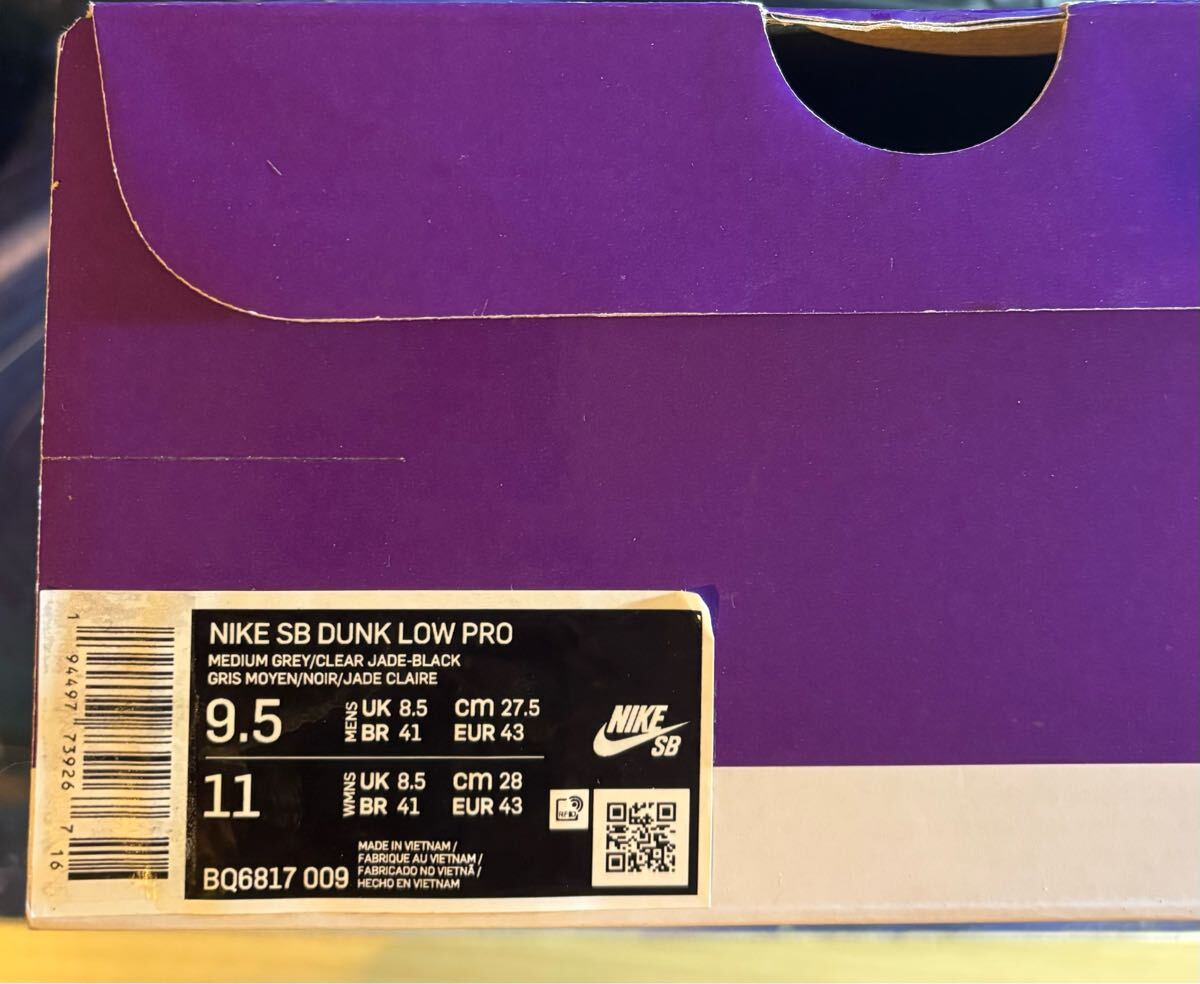 1 94497 73926 7 16
NIKE SB DUNK LOW PRO
MEDIUM GREY/CLEAR JADE-BLACK
GRIS MOYEN/NOIR/JADE CLAIRE
9.5 MENS UK 8.5 cm 27.5
BR 41 EUR 43
11 WMNS UK 8.5 cm 28
BR 41 EUR 43
NIKE
SB
RFID
MADE IN VIETNAM /
FABRIQUE AU VIETNAM /
FABRICADO NO VIETNÃ /
HECHO EN VIETNAM
BQ6817 009